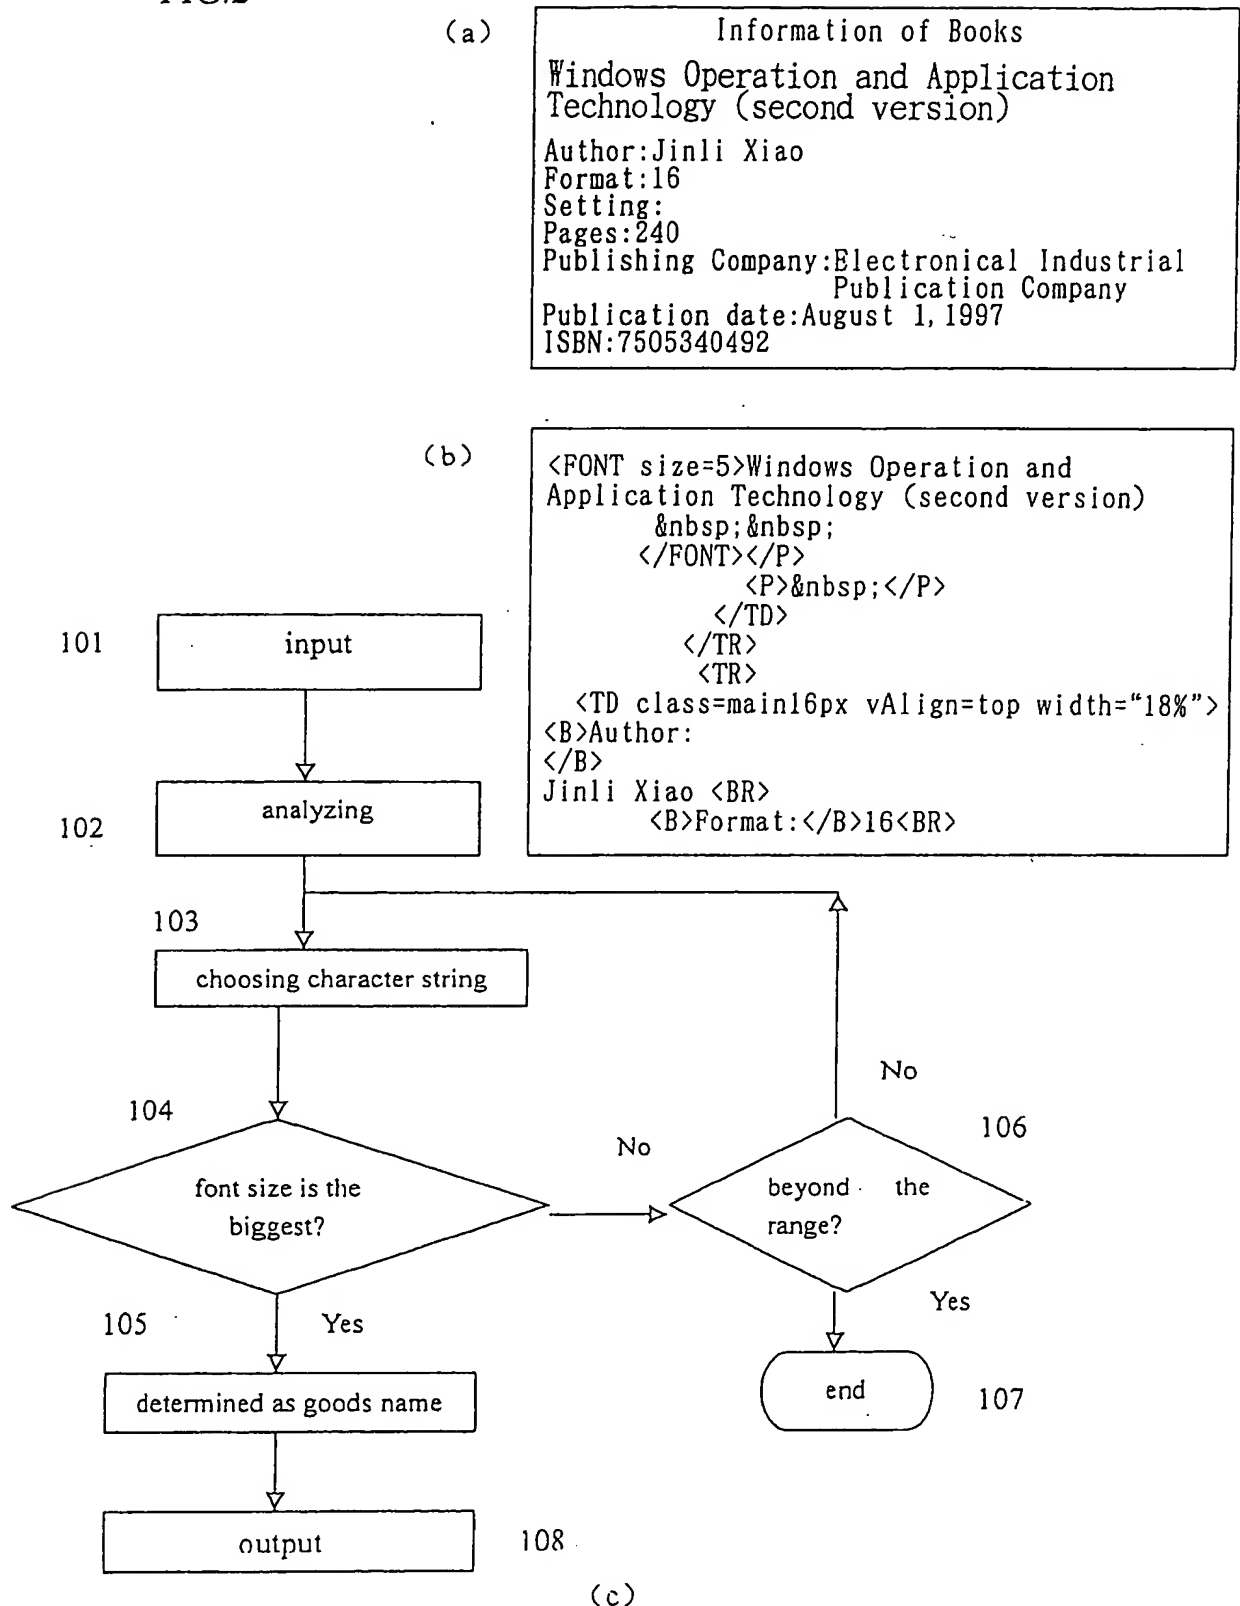 FIG.2
(a)
Information of Books
Windows Operation and Application
Technology (second version)
Author:Jinli Xiao
Format:16
Setting:
Pages:240
Publishing Company:Electronical Industrial
Publication Company
Publication date:August 1,1997
ISBN:7505340492
(b)
<FONT size=5>Windows Operation and
Application Technology (second version)
&nbsp;&nbsp;
</FONT></P>
<P>&nbsp;</P>
</TD>
</TR>
<TR>
<TD class=main16px vAlign=top width="18%">
<B>Author:
</B>
Jinli Xiao <BR>
<B>Format:</B>16<BR>
101
input
102
analyzing
103
choosing character string
104
font size is the
biggest?
No
106
beyond the
range?
No
105
Yes
determined as goods name
Yes
end
107
output
108
(c)